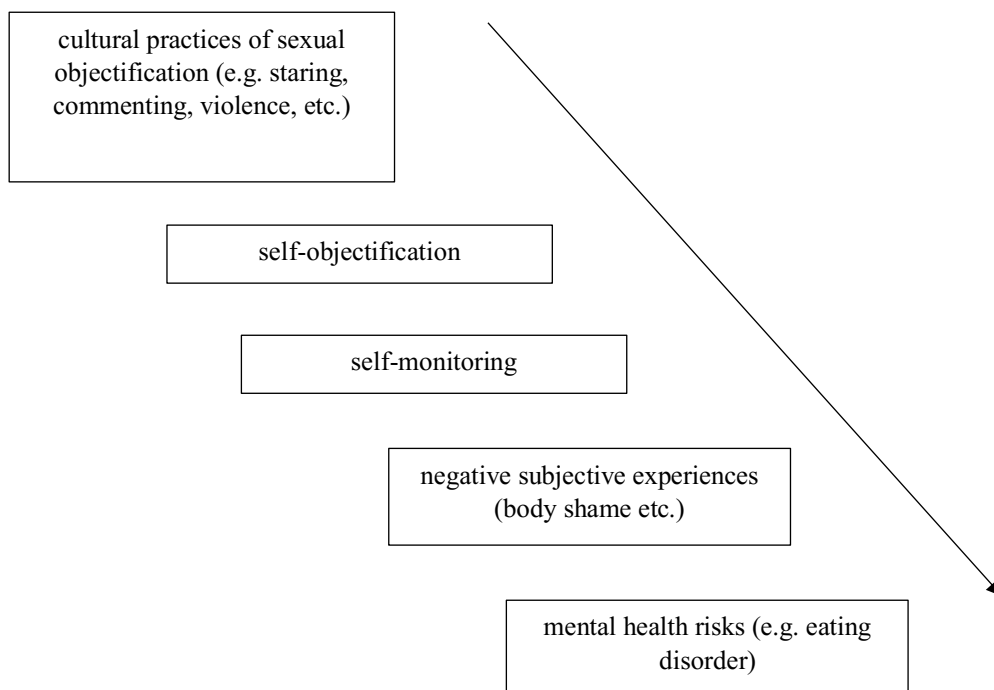 cultural practices of sexual
objectification (e.g. staring,
commenting, violence, etc.)
self-objectification
self-monitoring
negative subjective experiences
(body shame etc.)
mental health risks (e.g. eating
disorder)